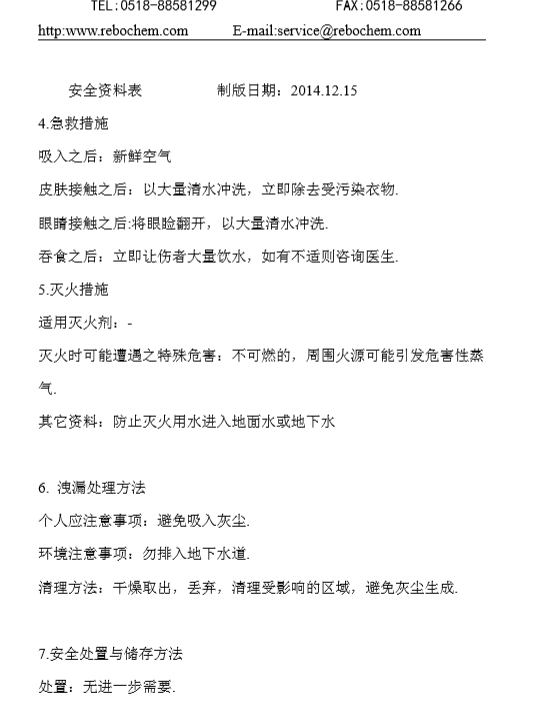 TEL:0518-88581299 FAX:0518-88581266
http:www.rebochem.com E-mail:service@rebochem.com
安全资料表 制版日期：2014.12.15
4.急救措施
吸入之后：新鲜空气
皮肤接触之后：以大量清水冲洗，立即除去受污染衣物.
眼睛接触之后:将眼睑翻开，以大量清水冲洗.
吞食之后：立即让伤者大量饮水，如有不适则咨询医生.
5.灭火措施
适用灭火剂：-
灭火时可能遭遇之特殊危害：不可燃的，周围火源可能引发危害性蒸
气.
其它资料：防止灭火用水进入地面水或地下水
6. 洩漏处理方法
个人应注意事项：避免吸入灰尘.
环境注意事项：勿排入地下水道.
清理方法：干燥取出，丢弃，清理受影响的区域，避免灰尘生成.
7.安全处置与储存方法
处置：无进一步需要.